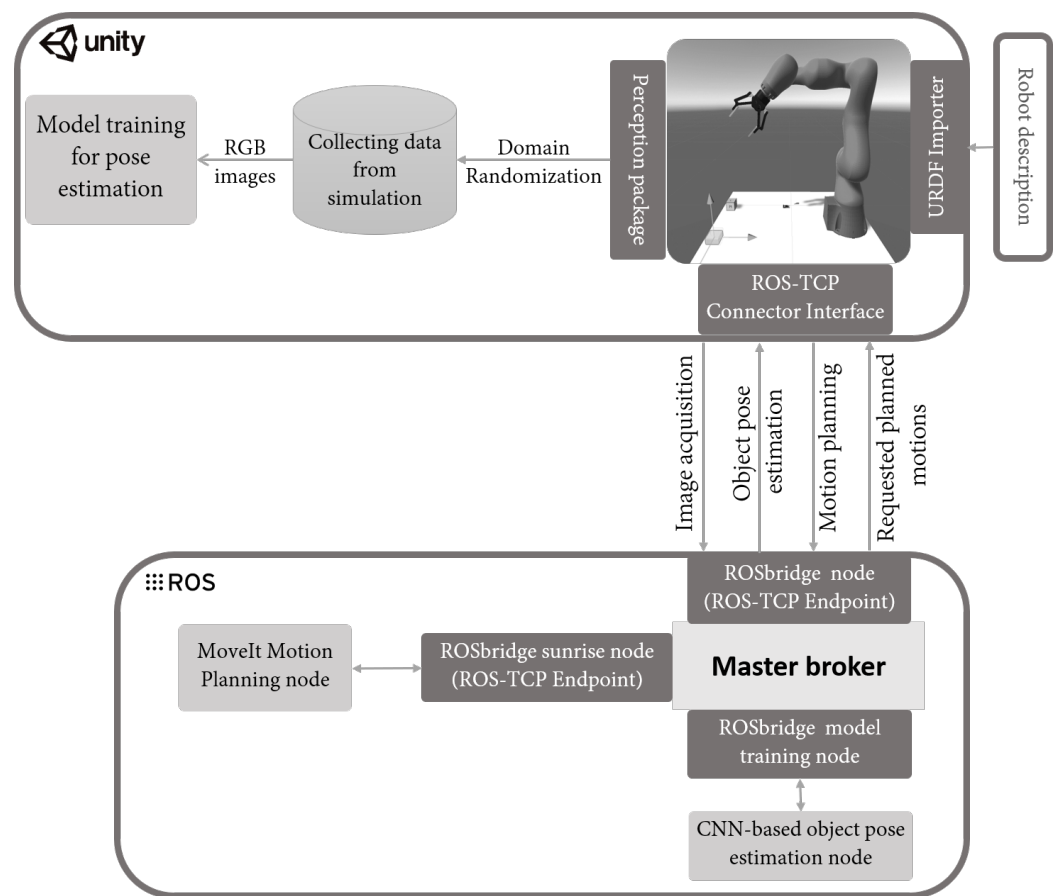 unity
Model training
for pose
estimation
RGB
images
Collecting data
from
simulation
Domain
Randomization
Perception package
URDF Importer
Robot description
ROS-TCP
Connector Interface
Image acquisition
Object pose
estimation
Motion planning
Requested planned
motions
ROS
ROSbridge node
(ROS-TCP Endpoint)
MoveIt Motion
Planning node
ROSbridge sunrise node
(ROS-TCP Endpoint)
Master broker
ROSbridge model
training node
CNN-based object pose
estimation node